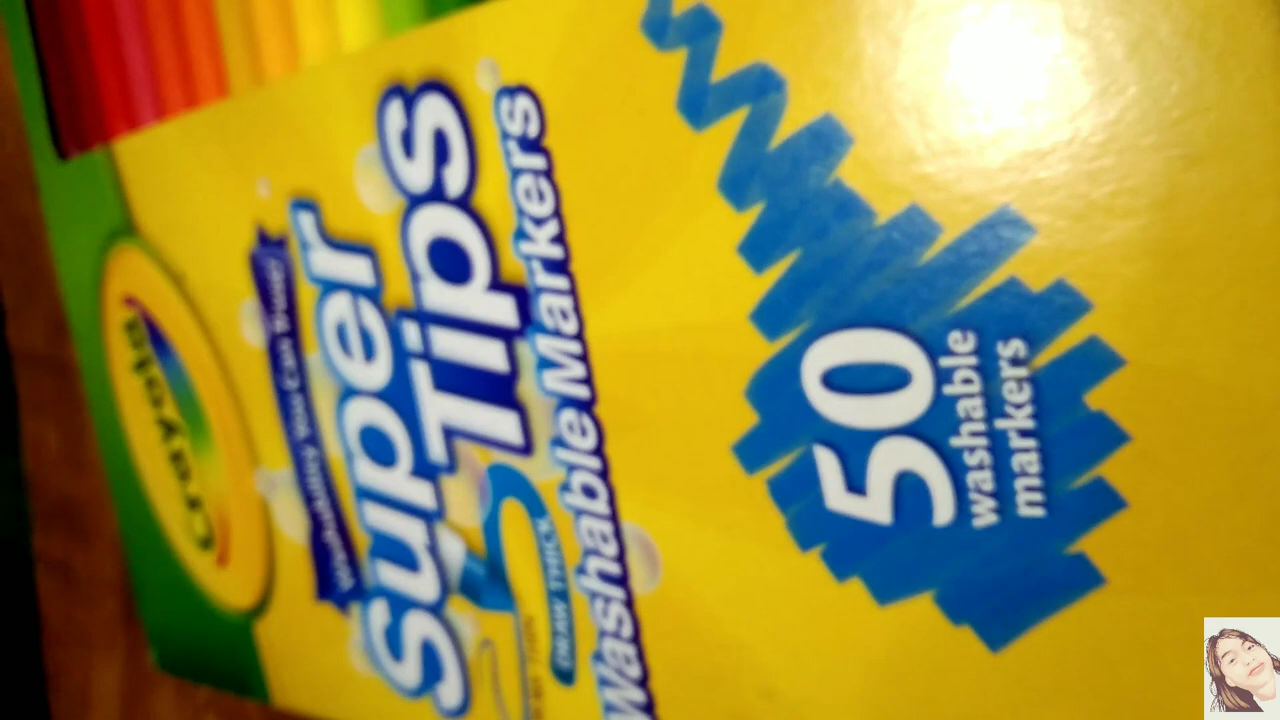 Crayola
Washability You Can Trust!
Super
Tips
DRAW THICK
Washable Markers
50
washable
markers